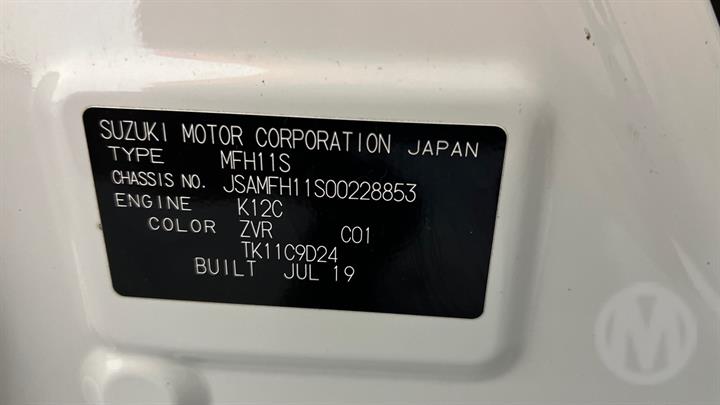 SUZUKI MOTOR CORPORATION JAPAN
TYPE MFH11S
CHASSIS NO. JSAMFH11S00228853
ENGINE K12C
COLOR ZVR C01
TK11C9D24
BUILT JUL 19
M